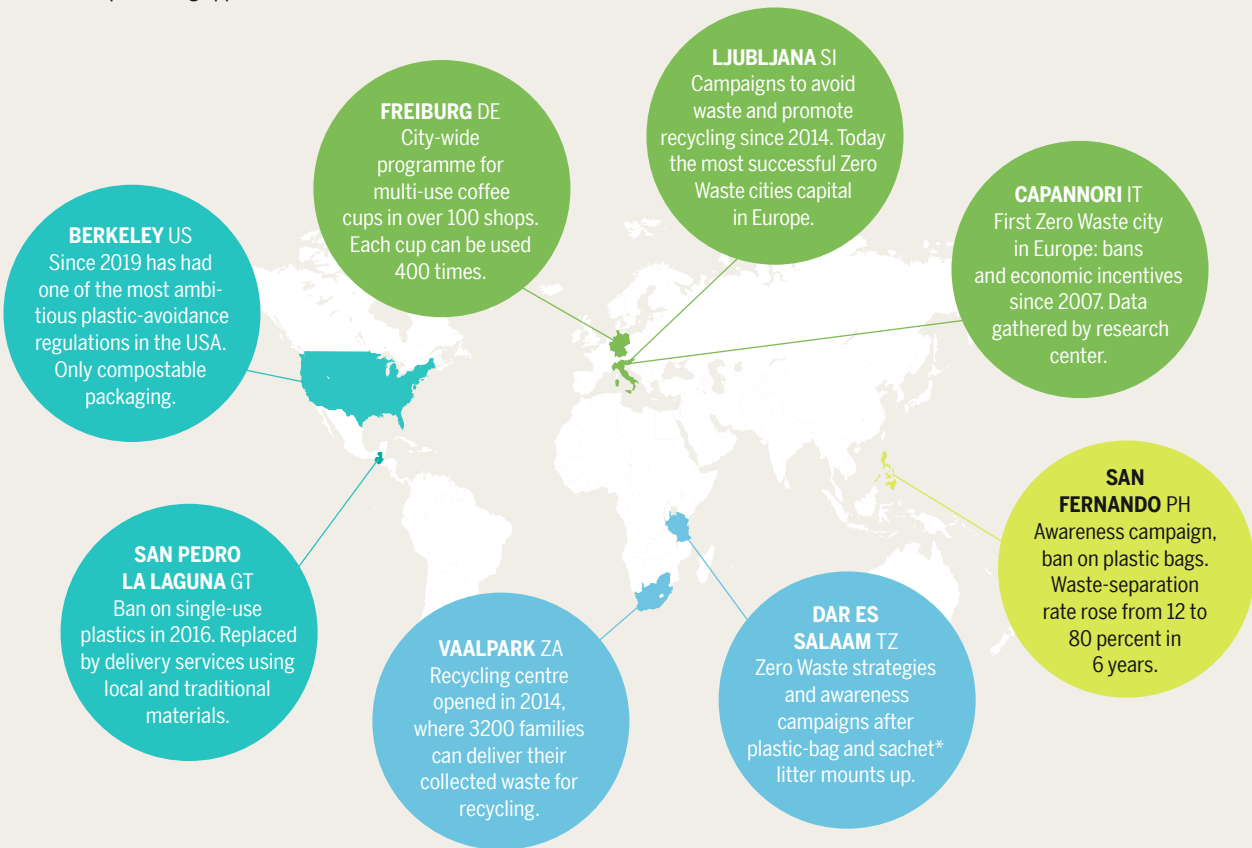 LJUBLJANA SI
Campaigns to avoid
waste and promote
recycling since 2014. Today
the most successful Zero
Waste cities capital
in Europe.
FREIBURG DE
City-wide
programme for
multi-use coffee
cups in over 100 shops.
Each cup can be used
400 times.
CAPANNORI IT
First Zero Waste city
in Europe: bans
and economic incentives
since 2007. Data
gathered by research
center.
BERKELEY US
Since 2019 has had
one of the most ambi-
tious plastic-avoidance
regulations in the USA.
Only compostable
packaging.
SAN
FERNANDO PH
Awareness campaign,
ban on plastic bags.
Waste-separation
rate rose from 12 to
80 percent in
6 years.
SAN PEDRO
LA LAGUNA GT
Ban on single-use
plastics in 2016. Replaced
by delivery services using
local and traditional
materials.
VAALPARK ZA
Recycling centre
opened in 2014,
where 3200 families
can deliver their
collected waste for
recycling.
DAR ES
SALAAM TZ
Zero Waste strategies
and awareness
campaigns after
plastic-bag and sachet*
litter mounts up.